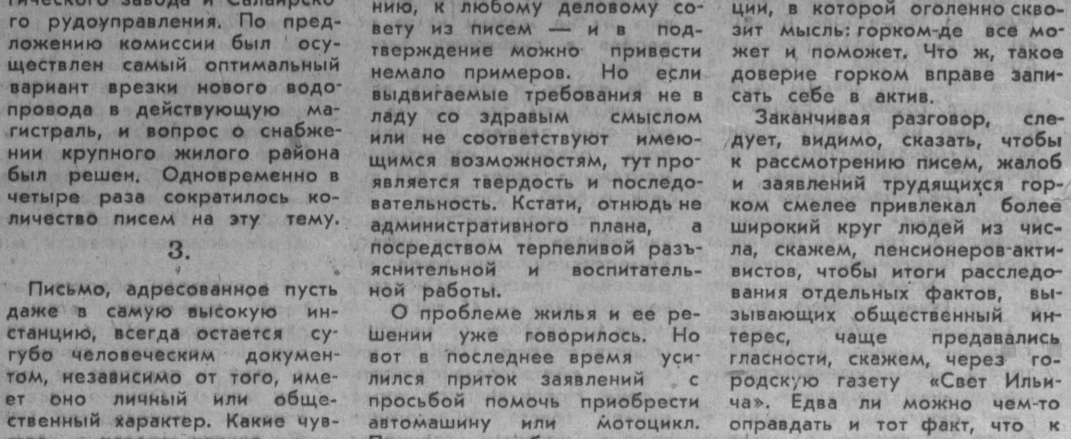 гического завода и Салаирско-
го рудоуправления. По пред-
ложению комиссии был осу-
ществлен самый оптимальный
вариант врезки нового водо-
провода в действующую ма-
гистраль, и вопрос о снабже-
нии крупного жилого района
был решен. Одновременно в
четыре раза сократилось ко-
личество писем на эту тему.
3.
Письмо, адресованное пусть
даже в самую высокую ин-
станцию, всегда остается су-
губо человеческим докумен-
том, независимо от того, име-
ет оно личный или обще-
ственный характер. Какие чув-
нию, к любому деловому со-
вету из писем — и в под-
тверждение можно привести
немало примеров. Но если
выдвигаемые требования не в
ладу со здравым смыслом
или не соответствуют имею-
щимся возможностям, тут про-
является твердость и последо-
вательность. Кстати, отнюдь не
административного плана, а
посредством терпеливой разъ-
яснительной и воспитатель-
ной работы.
О проблеме жилья и ее ре-
шении уже говорилось. Но
вот в последнее время уси-
лился приток заявлений с
просьбой помочь приобрести
автомашину или мотоцикл.
ции, в которой оголенно скво-
зит мысль: горком-де все мо-
жет и поможет. Что ж, такое
доверие горком вправе запи-
сать себе в актив.
Заканчивая разговор, сле-
дует, видимо, сказать, чтобы
к рассмотрению писем, жалоб
и заявлений трудящихся гор-
ком смелее привлекал более
широкий круг людей из чис-
ла, скажем, пенсионеров-акти-
вистов, чтобы итоги расследо-
вания отдельных фактов, вы-
зывающих общественный ин-
терес, чаще предавались
гласности, скажем, через го-
родскую газету «Свет Ильи-
ча». Едва ли можно чем-то
оправдать и тот факт, что к